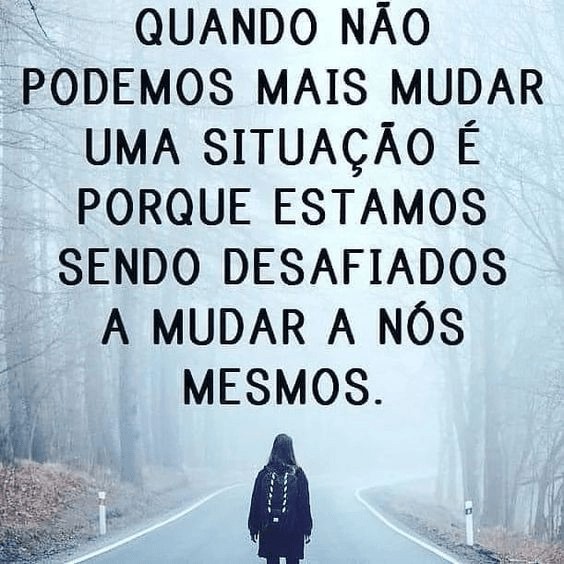 QUANDO NÃO
PODEMOS MAIS MUDAR
UMA SITUAÇÃO É
PORQUE ESTAMOS
SENDO DESAFIADOS
A MUDAR A NÓS
MESMOS.